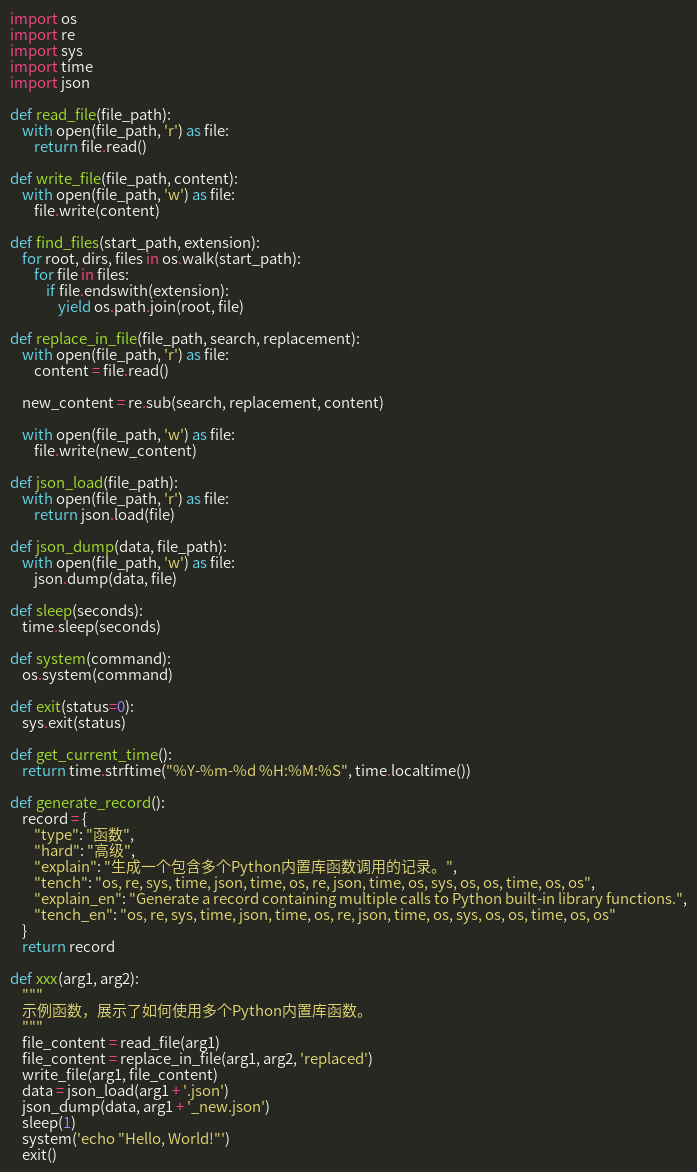 import os
import re
import sys
import time
import json

def read_file(file_path):
    with open(file_path, 'r') as file:
        return file.read()

def write_file(file_path, content):
    with open(file_path, 'w') as file:
        file.write(content)

def find_files(start_path, extension):
    for root, dirs, files in os.walk(start_path):
        for file in files:
            if file.endswith(extension):
                yield os.path.join(root, file)

def replace_in_file(file_path, search, replacement):
    with open(file_path, 'r') as file:
        content = file.read()

    new_content = re.sub(search, replacement, content)

    with open(file_path, 'w') as file:
        file.write(new_content)

def json_load(file_path):
    with open(file_path, 'r') as file:
        return json.load(file)

def json_dump(data, file_path):
    with open(file_path, 'w') as file:
        json.dump(data, file)

def sleep(seconds):
    time.sleep(seconds)

def system(command):
    os.system(command)

def exit(status=0):
    sys.exit(status)

def get_current_time():
    return time.strftime("%Y-%m-%d %H:%M:%S", time.localtime())

def generate_record():
    record = {
        "type": "函数",
        "hard": "高级",
        "explain": "生成一个包含多个Python内置库函数调用的记录。",
        "tench": "os, re, sys, time, json, time, os, re, json, time, os, sys, os, os, time, os, os",
        "explain_en": "Generate a record containing multiple calls to Python built-in library functions.",
        "tench_en": "os, re, sys, time, json, time, os, re, json, time, os, sys, os, os, time, os, os"
    }
    return record

def xxx(arg1, arg2):
    """
    示例函数，展示了如何使用多个Python内置库函数。
    """
    file_content = read_file(arg1)
    file_content = replace_in_file(arg1, arg2, 'replaced')
    write_file(arg1, file_content)
    data = json_load(arg1 + '.json')
    json_dump(data, arg1 + '_new.json')
    sleep(1)
    system('echo "Hello, World!"')
    exit()